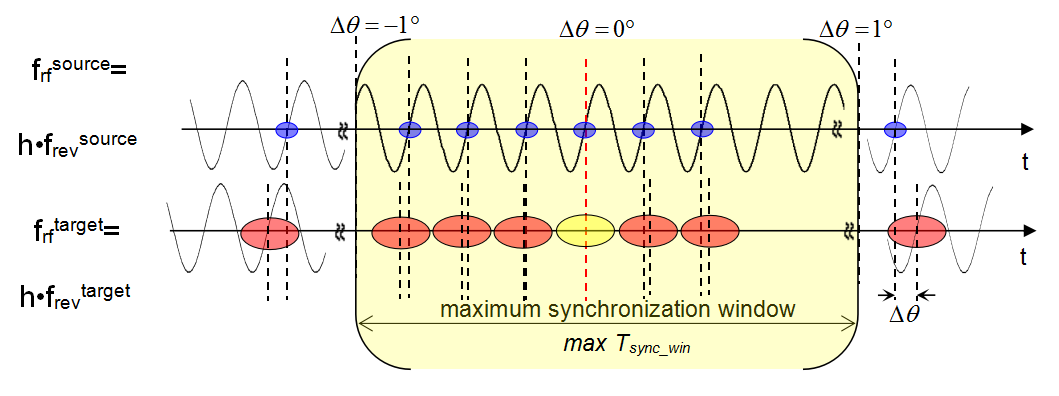 Δθ = −1° Δθ = 0° Δθ = 1°
f_rf^source=
h•f_rev^source
t
f_rf^target=
t
h•f_rev^target
maximum synchronization window
Δθ
max T_sync_win